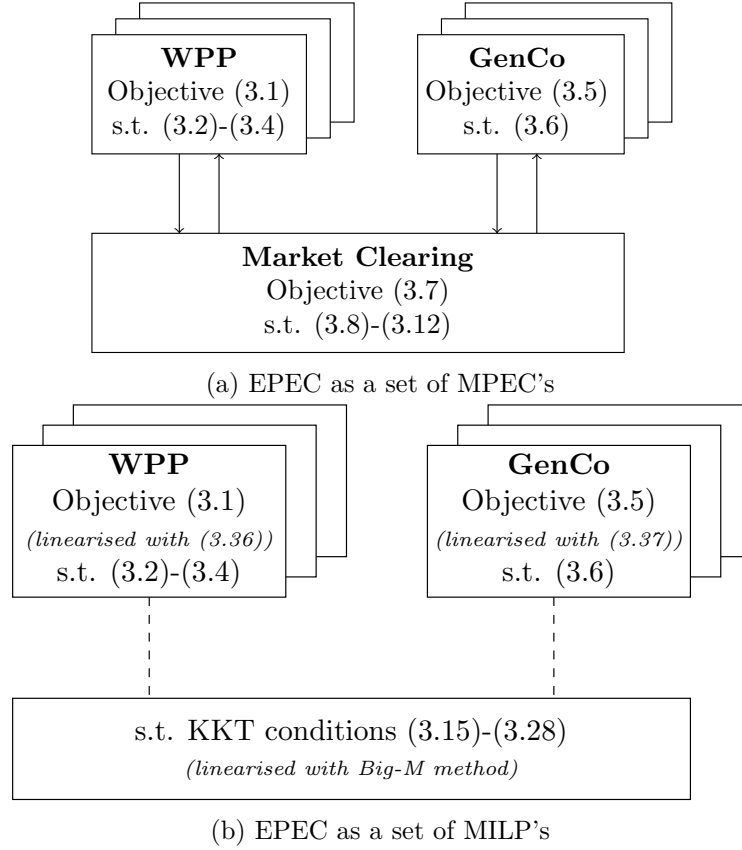 WPP
Objective (3.1)
s.t. (3.2)-(3.4)
GenCo
Objective (3.5)
s.t. (3.6)
Market Clearing
Objective (3.7)
s.t. (3.8)-(3.12)
(a) EPEC as a set of MPEC's
WPP
Objective (3.1)
(linearised with (3.36))
s.t. (3.2)-(3.4)
GenCo
Objective (3.5)
(linearised with (3.37))
s.t. (3.6)
s.t. KKT conditions (3.15)-(3.28)
(linearised with Big-M method)
(b) EPEC as a set of MILP's